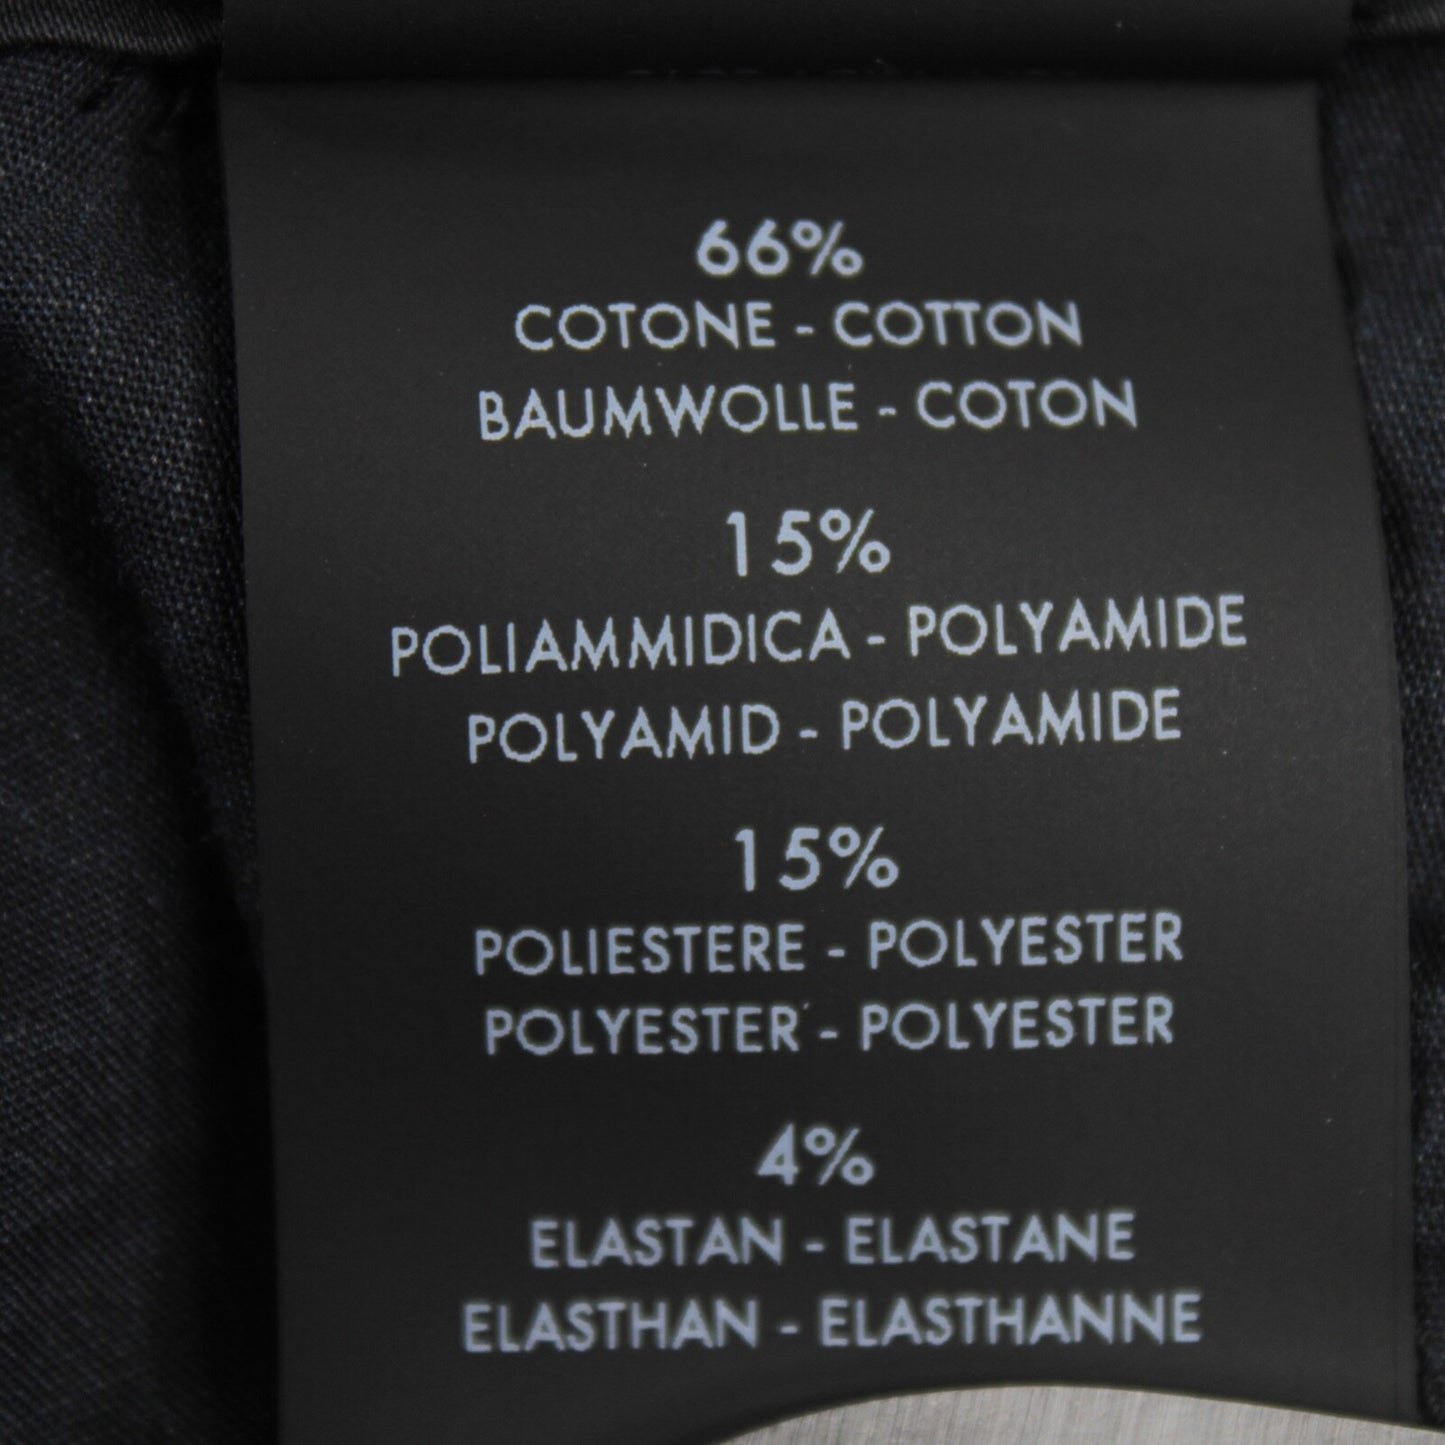 66%
COTONE - COTTON
BAUMWOLLE - COTON
15%
POLIAMMIDICA - POLYAMIDE
POLYAMID - POLYAMIDE
15%
POLIESTERE - POLYESTER
POLYESTER - POLYESTER
4%
ELASTAN - ELASTANE
ELASTHAN - ELASTHANNE